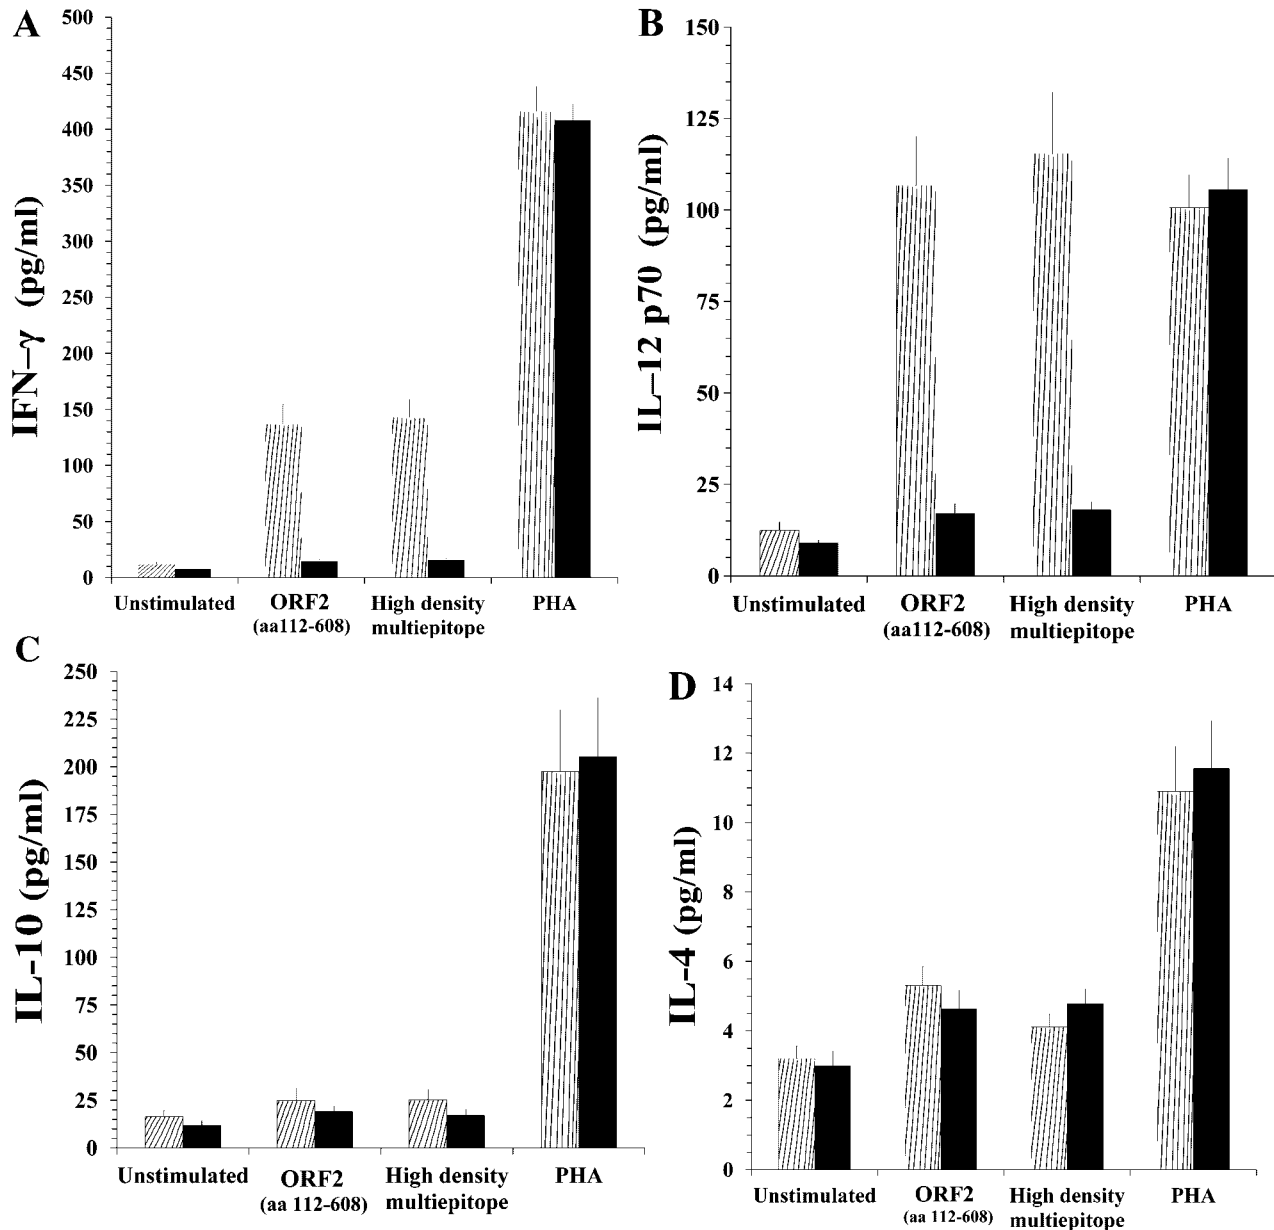 A
500
450
400
350
300
250
200
150
100
50
0
IFN–γ (pg/ml)
Unstimulated
ORF2
(aa112-608)
High density
multiepitope
PHA
B
150
125
100
75
50
25
0
IL–12 p70 (pg/ml)
Unstimulated
ORF2
(aa112-608)
High density
multiepitope
PHA
C
250
225
200
175
150
125
100
75
50
25
0
IL-10 (pg/ml)
Unstimulated
ORF2
(aa 112-608)
High density
multiepitope
PHA
D
14
12
10
8
6
4
2
0
IL-4 (pg/ml)
Unstimulated
ORF2
(aa 112-608)
High density
multiepitope
PHA